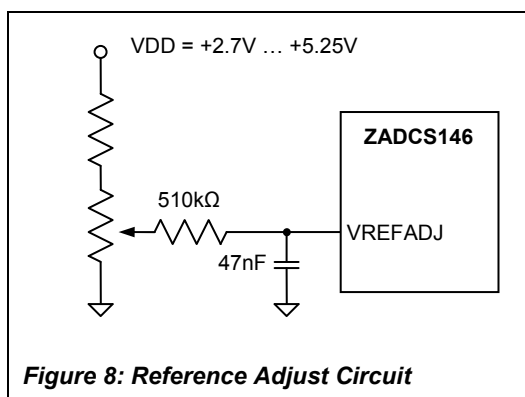 VDD = +2.7V ... +5.25V
ZADCS146
510kΩ
VREFADJ
47nF
Figure 8: Reference Adjust Circuit